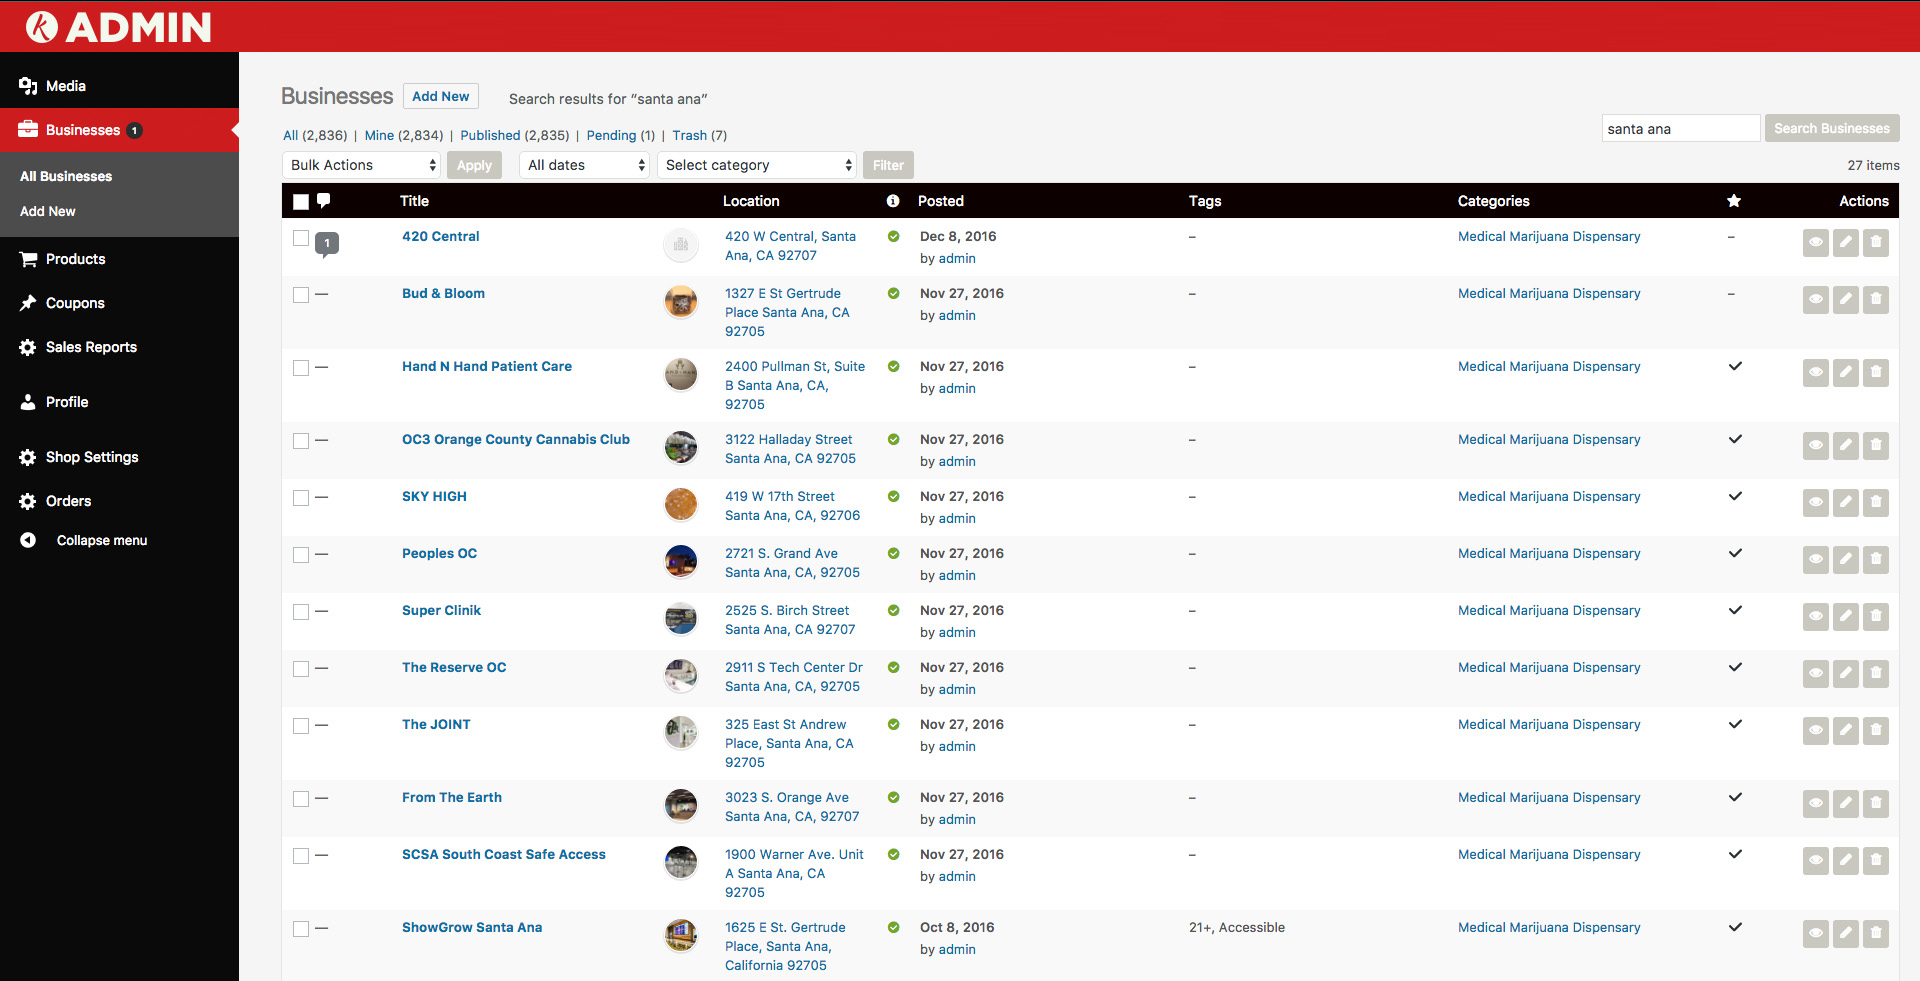 ADMIN
Media
Businesses 1
All Businesses
Add New
Products
Coupons
Sales Reports
Profile
Shop Settings
Orders
Collapse menu
Businesses Add New Search results for “santa ana”
All (2,836) | Mine (2,834) | Published (2,835) | Pending (1) | Trash (7)
santa ana Search Businesses
Bulk Actions Apply All dates Select category Filter 27 items
Title Location Posted Tags Categories Actions
1 420 Central 420 W Central, Santa Dec 8, 2016 – Medical Marijuana Dispensary –
Ana, CA 92707 by admin
— Bud & Bloom 1327 E St Gertrude Nov 27, 2016 – Medical Marijuana Dispensary –
Place Santa Ana, CA by admin
92705
— Hand N Hand Patient Care 2400 Pullman St, Suite Nov 27, 2016 – Medical Marijuana Dispensary
B Santa Ana, CA, by admin
92705
— OC3 Orange County Cannabis Club 3122 Halladay Street Nov 27, 2016 – Medical Marijuana Dispensary
Santa Ana, CA 92705 by admin
— SKY HIGH 419 W 17th Street Nov 27, 2016 – Medical Marijuana Dispensary
Santa Ana, CA, 92706 by admin
— Peoples OC 2721 S. Grand Ave Nov 27, 2016 – Medical Marijuana Dispensary
Santa Ana, CA, 92705 by admin
— Super Clinik 2525 S. Birch Street Nov 27, 2016 – Medical Marijuana Dispensary
Santa Ana, CA 92707 by admin
— The Reserve OC 2911 S Tech Center Dr Nov 27, 2016 – Medical Marijuana Dispensary
Santa Ana, CA, 92705 by admin
— The JOINT 325 East St Andrew Nov 27, 2016 – Medical Marijuana Dispensary
Place, Santa Ana, CA by admin
92705
— From The Earth 3023 S. Orange Ave Nov 27, 2016 – Medical Marijuana Dispensary
Santa Ana, CA, 92707 by admin
— SCSA South Coast Safe Access 1900 Warner Ave. Unit Nov 27, 2016 – Medical Marijuana Dispensary
A Santa Ana, CA by admin
92705
— ShowGrow Santa Ana 1625 E St. Gertrude Oct 8, 2016 21+, Accessible Medical Marijuana Dispensary
Place, Santa Ana, by admin
California 92705